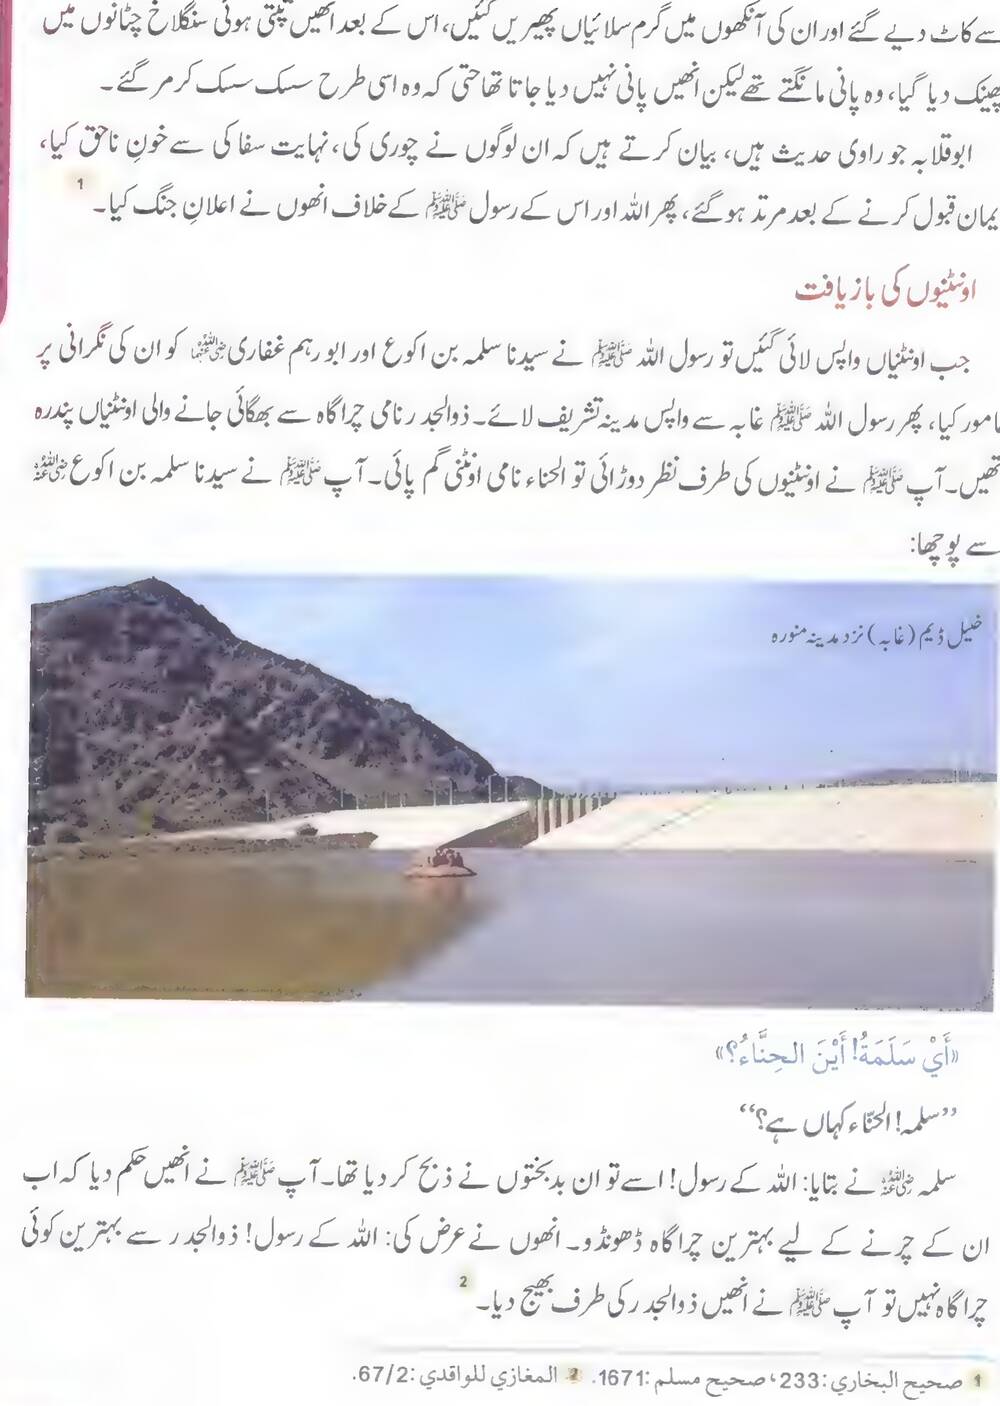 سے کاٹ دیے گئے اور ان کی آنکھوں میں گرم سلائیاں پھیریں گئیں، اس کے بعد انھیں تپتی ہوئی سنگلاخ چٹانوں میں
پھینک دیا گیا، وہ پانی مانگتے تھے لیکن انھیں پانی نہیں دیا جاتا تھا حتی کہ وہ اسی طرح سسک سسک کر مر گئے۔
ابوقلابہ جو راوی حدیث ہیں، بیان کرتے ہیں کہ ان لوگوں نے چوری کی، نہایت سفاکی سے خونِ ناحق کیا،
یمان قبول کرنے کے بعد مرتد ہو گئے، پھر اللہ اور اس کے رسول ﷺ کے خلاف انھوں نے اعلانِ جنگ کیا۔ 1
اونٹنیوں کی بازیافت
جب اونٹنیاں واپس لائی گئیں تو رسول اللہ ﷺ نے سیدنا سلمہ بن اکوع اور ابو رہم غفاری رضی اللہ عنہما کو ان کی نگرانی پر
مامور کیا، پھر رسول اللہ ﷺ غابہ سے واپس مدینہ تشریف لائے۔ ذوالجدر نامی چراگاہ سے بھگائی جانے والی اونٹنیاں پندرہ
تھیں۔ آپ ﷺ نے اونٹنیوں کی طرف نظر دوڑائی تو الحناء نامی اونٹنی گم پائی۔ آپ ﷺ نے سیدنا سلمہ بن اکوع رضی اللہ عنہ
سے پوچھا:
خلیل ڈیم (غابہ) نزد مدینہ منورہ
«أَيْ سَلَمَةُ! أَيْنَ الحِنَّاءُ؟»
”سلمہ! الحنّاء کہاں ہے؟“
سلمہ رضی اللہ عنہ نے بتایا: اللہ کے رسول! اسے تو ان بدبختوں نے ذبح کر دیا تھا۔ آپ ﷺ نے انھیں حکم دیا کہ اب
ان کے چرنے کے لیے بہترین چراگاہ ڈھونڈو۔ انھوں نے عرض کی: اللہ کے رسول! ذوالجدر سے بہترین کوئی
چراگاہ نہیں تو آپ ﷺ نے انھیں ذوالجدر کی طرف بھیج دیا۔ 2
1 صحيح البخاري: 233، صحيح مسلم: 1671. 2 المغازي للواقدي: 67/2.